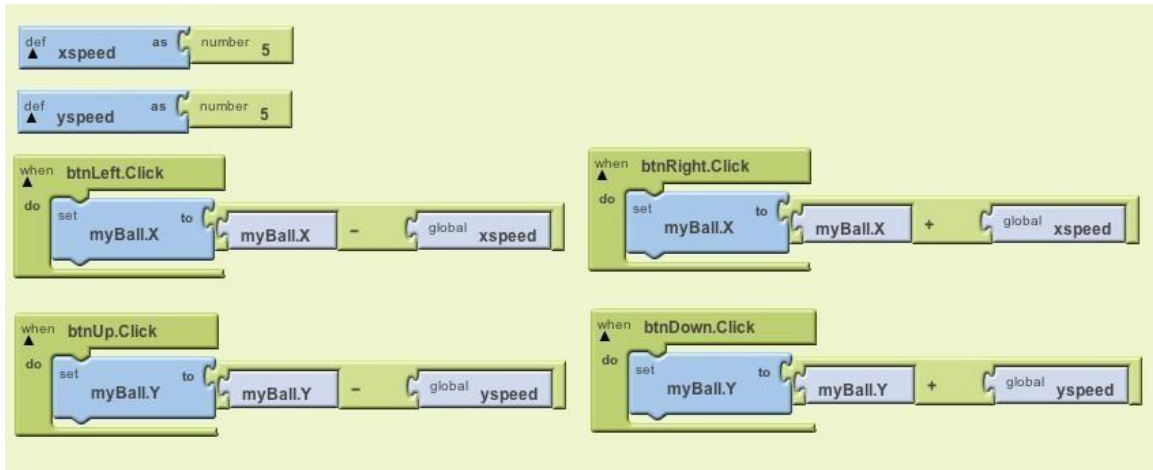 def xspeed as number 5
def yspeed as number 5
when btnLeft.Click
do set myBall.X to myBall.X - global xspeed
when btnRight.Click
do set myBall.X to myBall.X + global xspeed
when btnUp.Click
do set myBall.Y to myBall.Y - global yspeed
when btnDown.Click
do set myBall.Y to myBall.Y + global yspeed